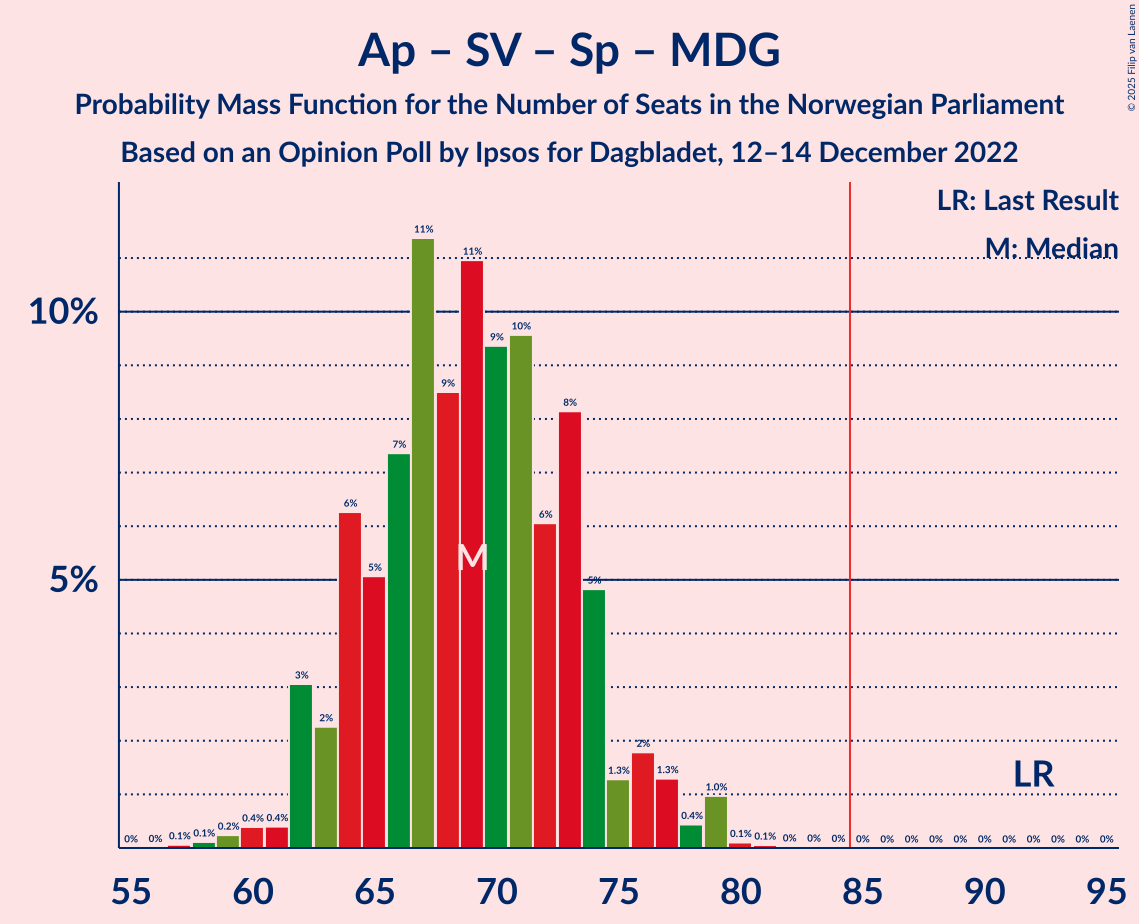 Ap – SV – Sp – MDG
Probability Mass Function for the Number of Seats in the Norwegian Parliament
Based on an Opinion Poll by Ipsos for Dagbladet, 12–14 December 2022
© 2025 Filip van Laenen
LR: Last Result
M: Median
10%
5%
0% 0% 0.1% 0.1% 0.2% 0.4% 0.4% 3% 2% 6% 5% 7% 11% 9% 11% 9% 10% 6% 8% 5% 1.3% 2% 1.3% 0.4% 1.0% 0.1% 0.1% 0% 0% 0% 0% 0% 0% 0% 0% 0% 0% 0% 0% 0% 0%
M
LR
55 60 65 70 75 80 85 90 95